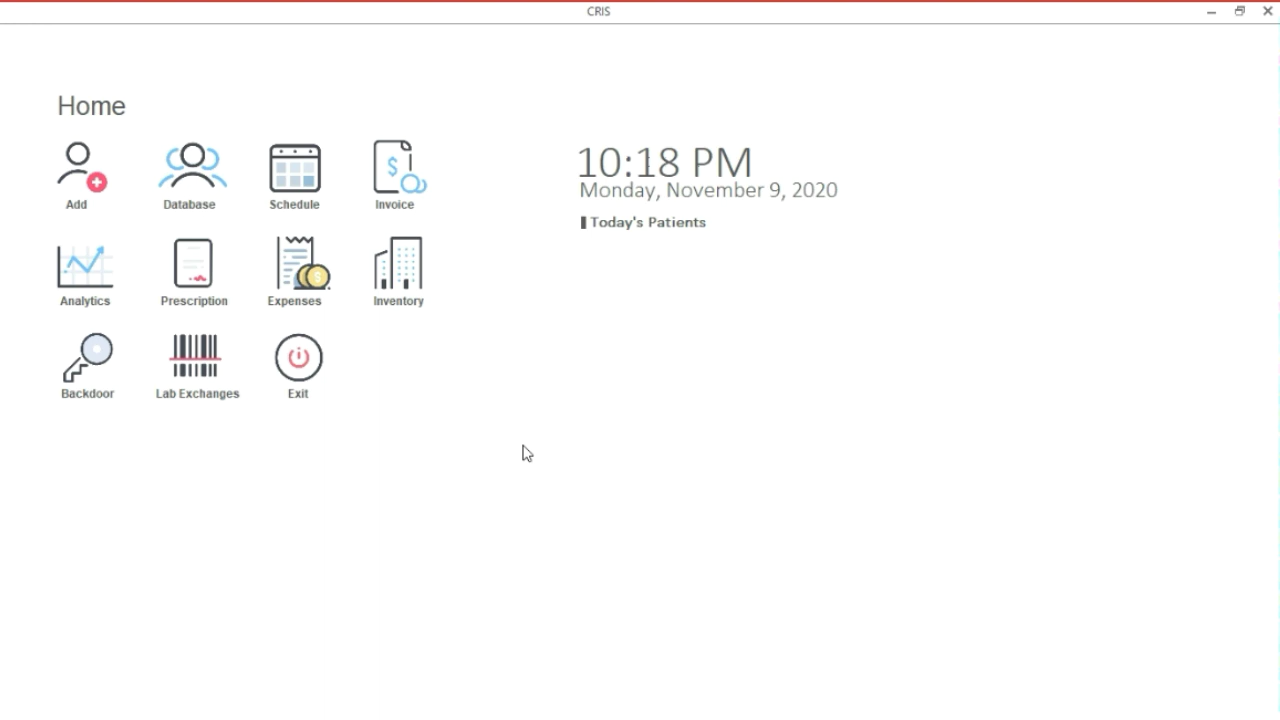 CRIS
Home
10:18 PM
Monday, November 9, 2020
Today's Patients
Add
Database
Schedule
Invoice
Analytics
Prescription
Expenses
Inventory
Backdoor
Lab Exchanges
Exit